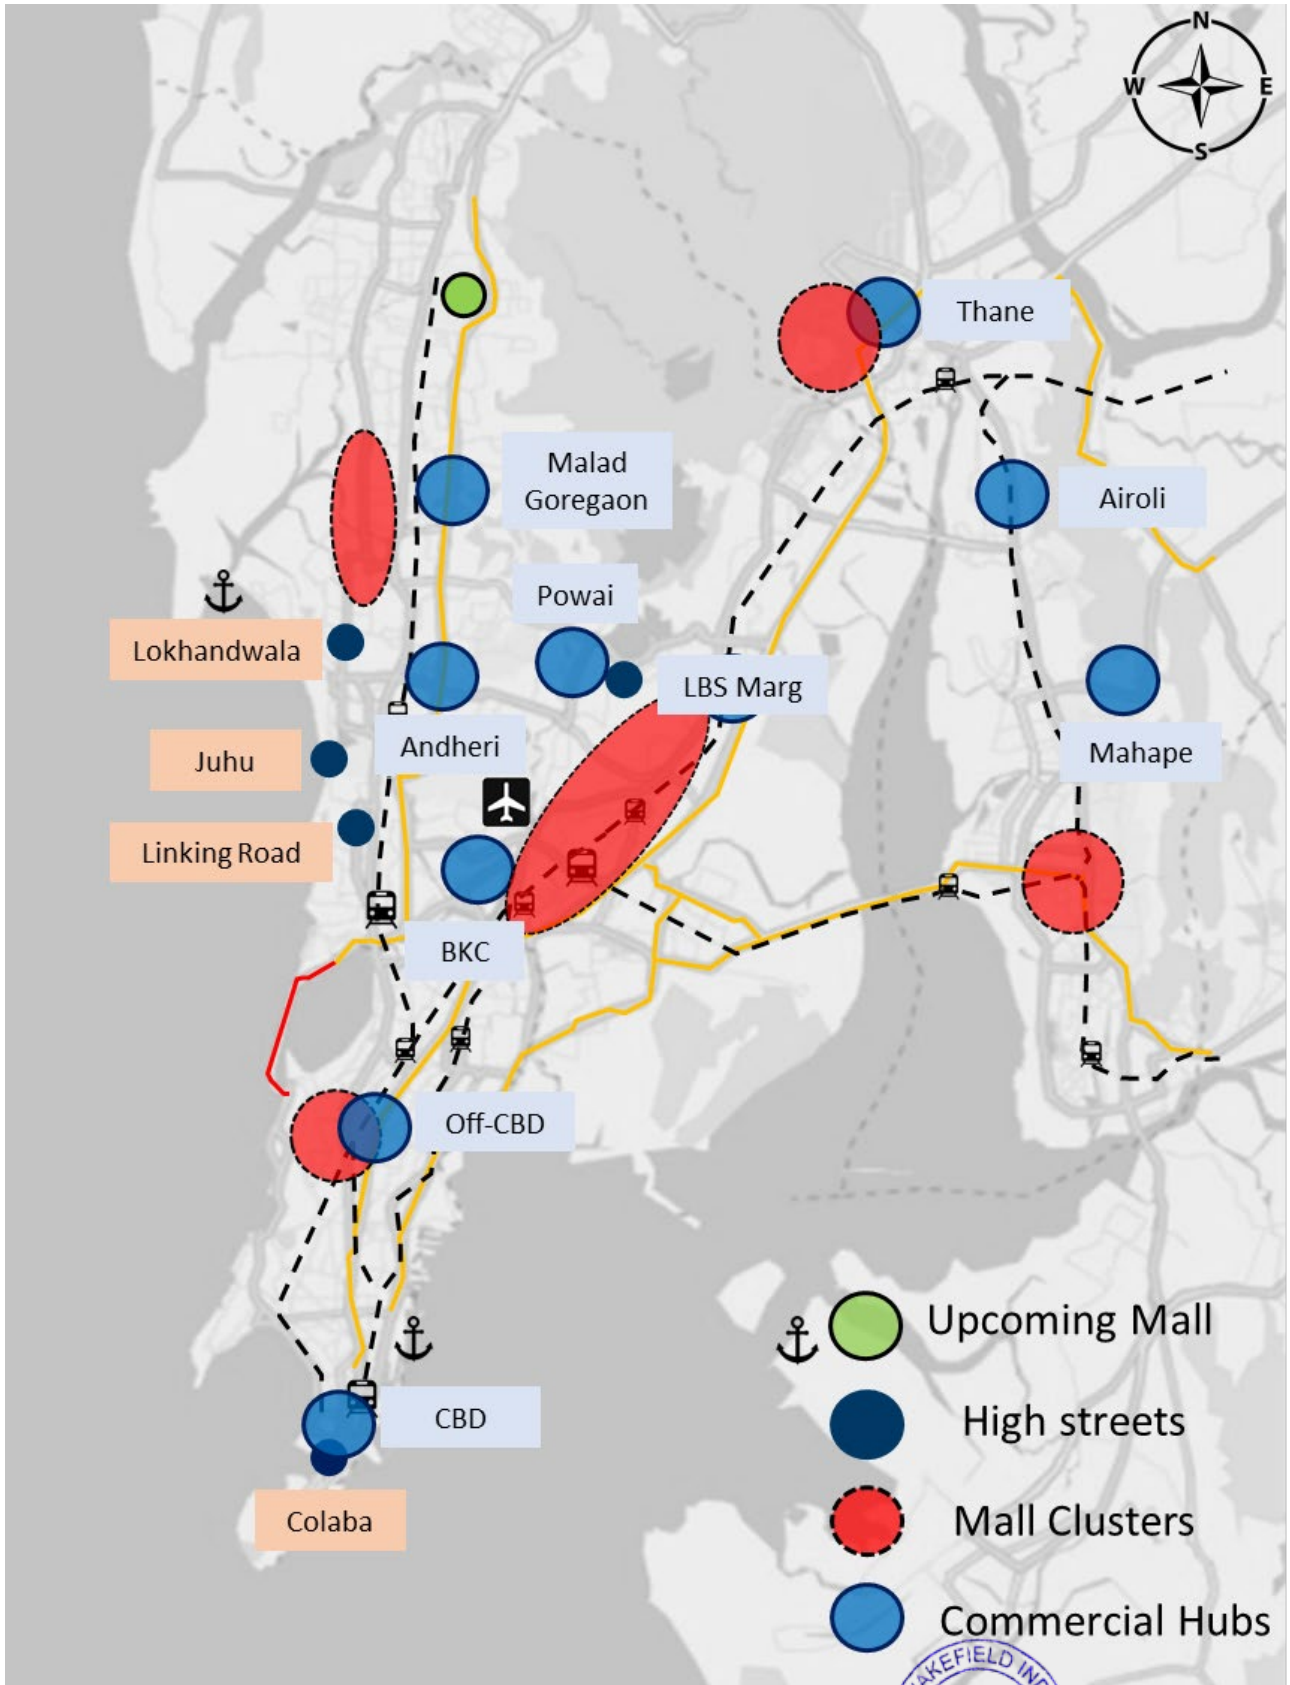 N
W
E
S
Thane
Malad
Goregaon
Airoli
Powai
Lokhandwala
LBS Marg
Andheri
Mahape
Juhu
Linking Road
BKC
Off-CBD
CBD
Colaba
Upcoming Mall
High streets
Mall Clusters
Commercial Hubs